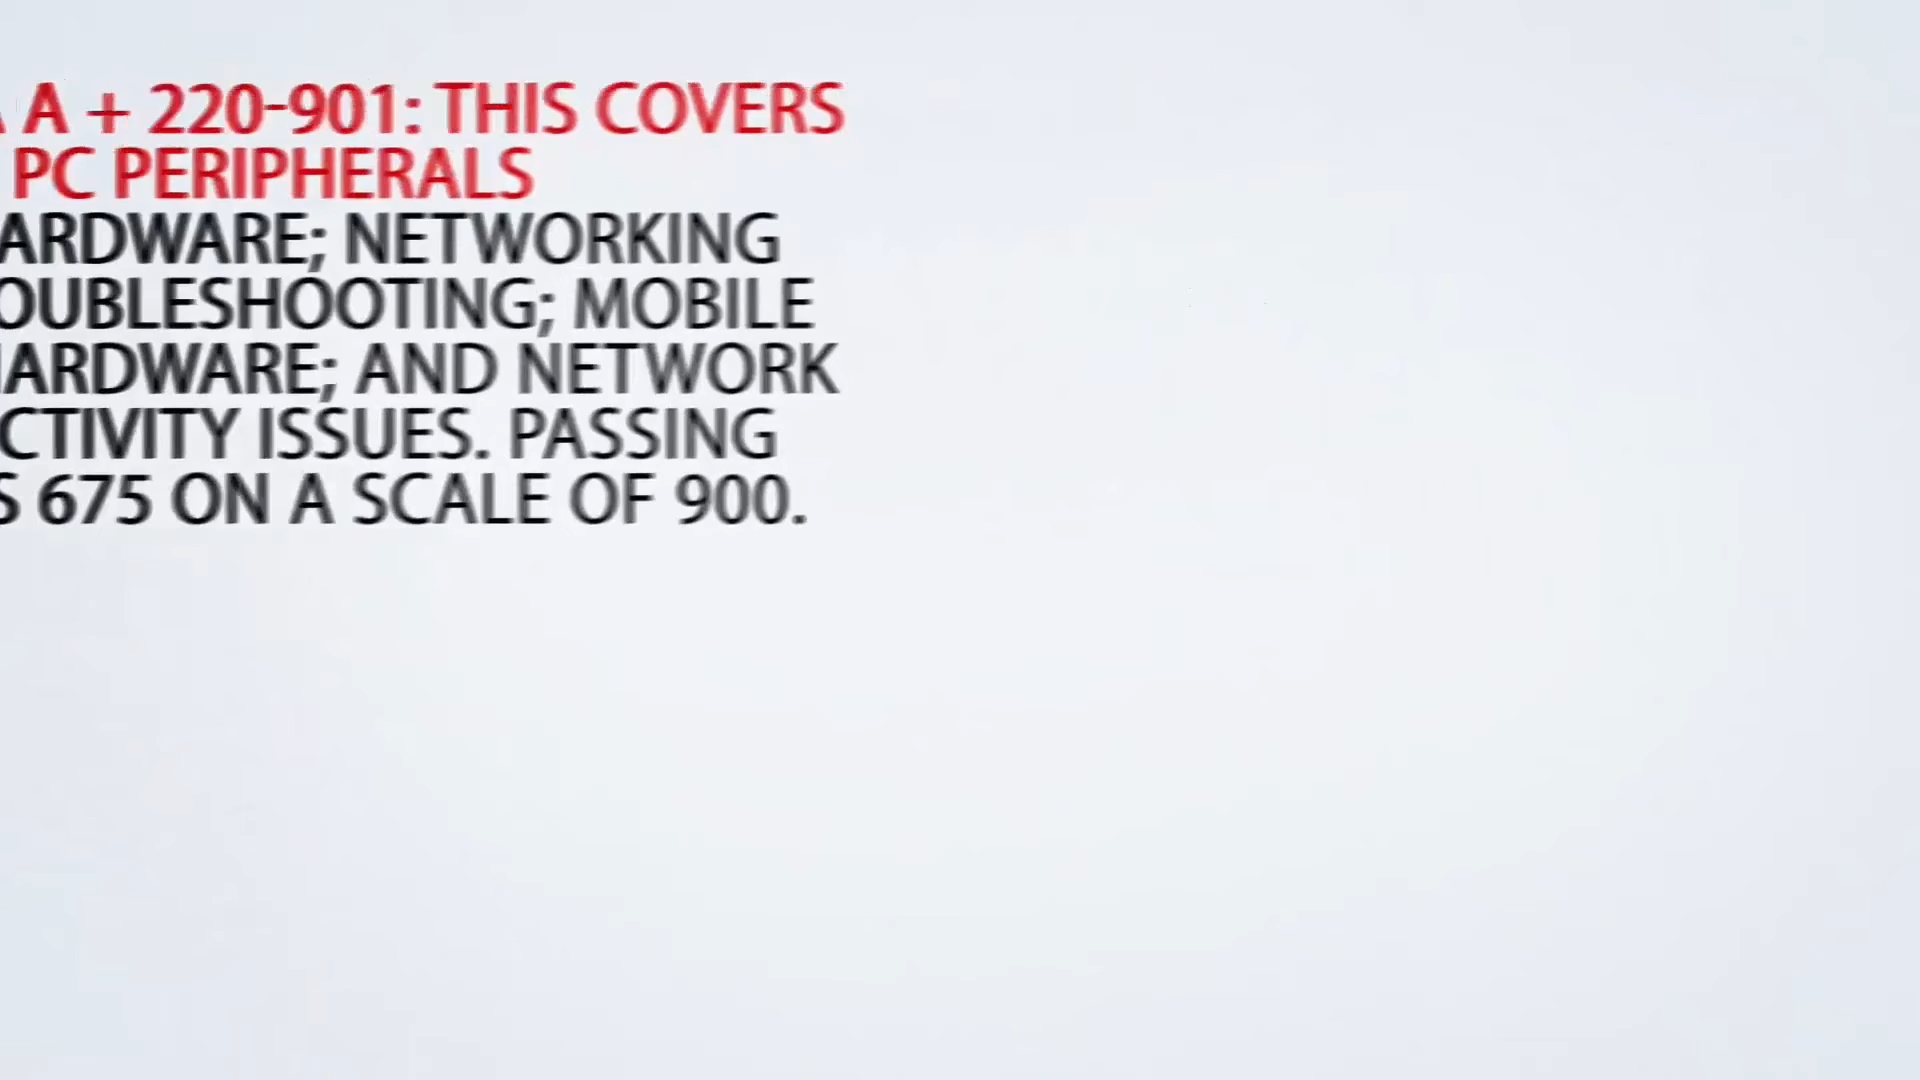 A + 220-901: THIS COVERS
PC PERIPHERALS
ARDWARE; NETWORKING
OUBLESHOOTING; MOBILE
ARDWARE; AND NETWORK
CTIVITY ISSUES. PASSING
S 675 ON A SCALE OF 900.